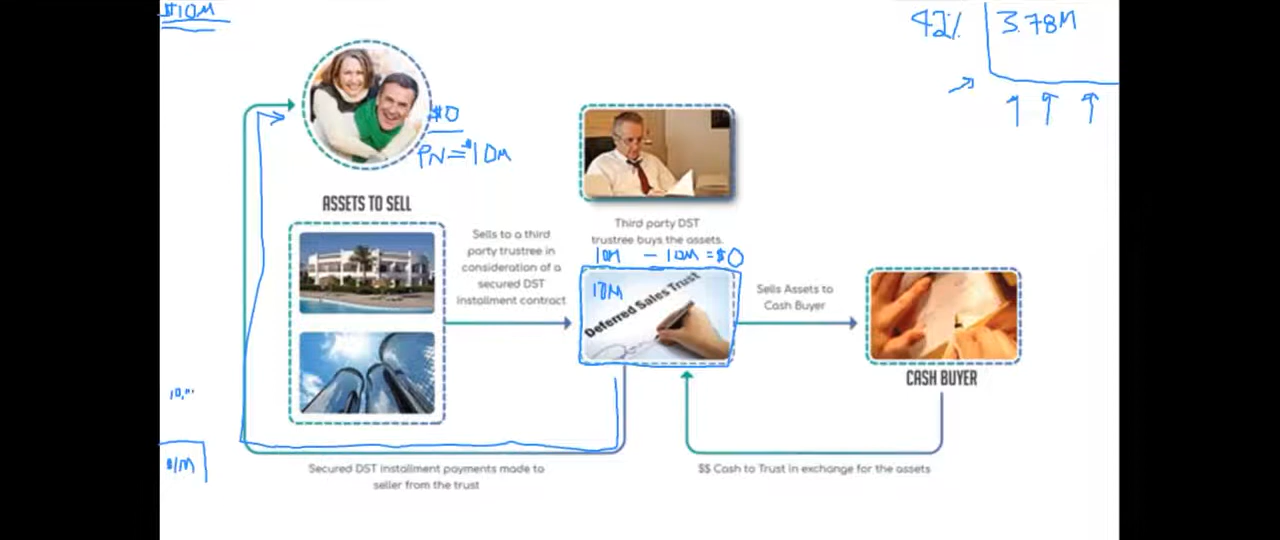 $10M
42% 3.78M
$0
PN=$10M
ASSETS TO SELL
Sells to a third
party trustree in
consideration of a
secured DST
installment contract
Third party DST
trustree buys the assets.
10M - 10M = $0
10M
Deferred Sales Trust
Sells Assets to
Cash Buyer
CASH BUYER
Secured DST installment payments made to
seller from the trust
$$ Cash to Trust in exchange for the assets